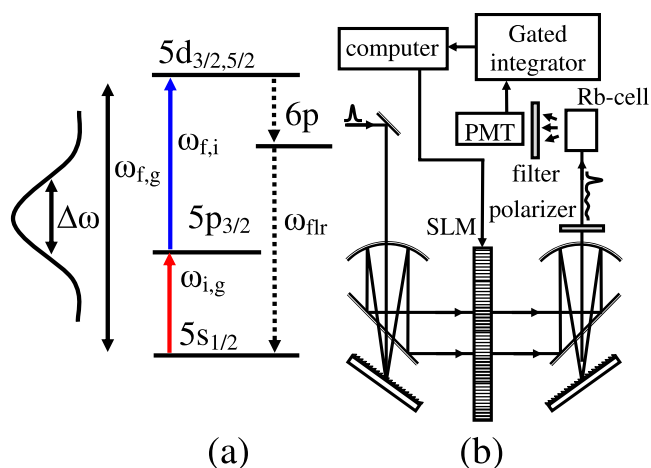 5d3/2,5/2
6p
ωf,g
ωf,i
Δω
5p3/2
ωflr
ωi,g
5s1/2
(a)
computer
Gated
integrator
PMT
Rb-cell
filter
polarizer
SLM
(b)